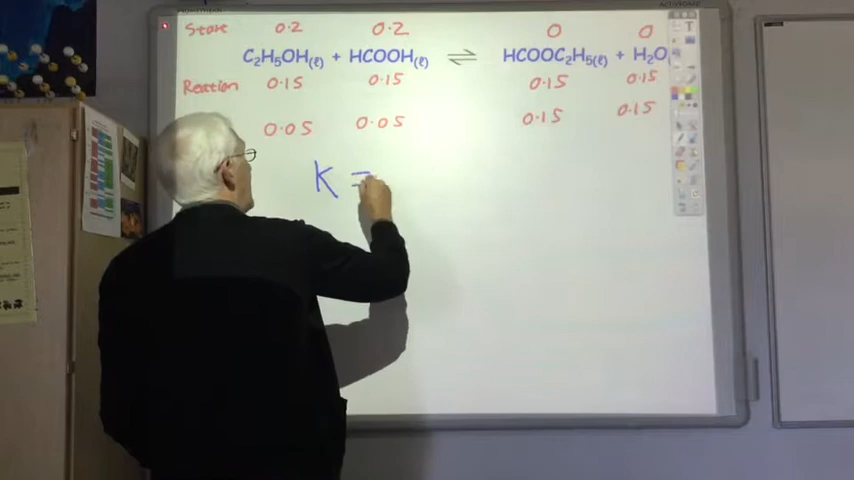 Start 0.2 0.2 0 0
C₂H₅OH(ℓ) + HCOOH(ℓ) ⇌ HCOOC₂H₅(ℓ) + H₂O
Reaction 0.15 0.15 0.15 0.15
0.05 0.05 0.15 0.15
K =